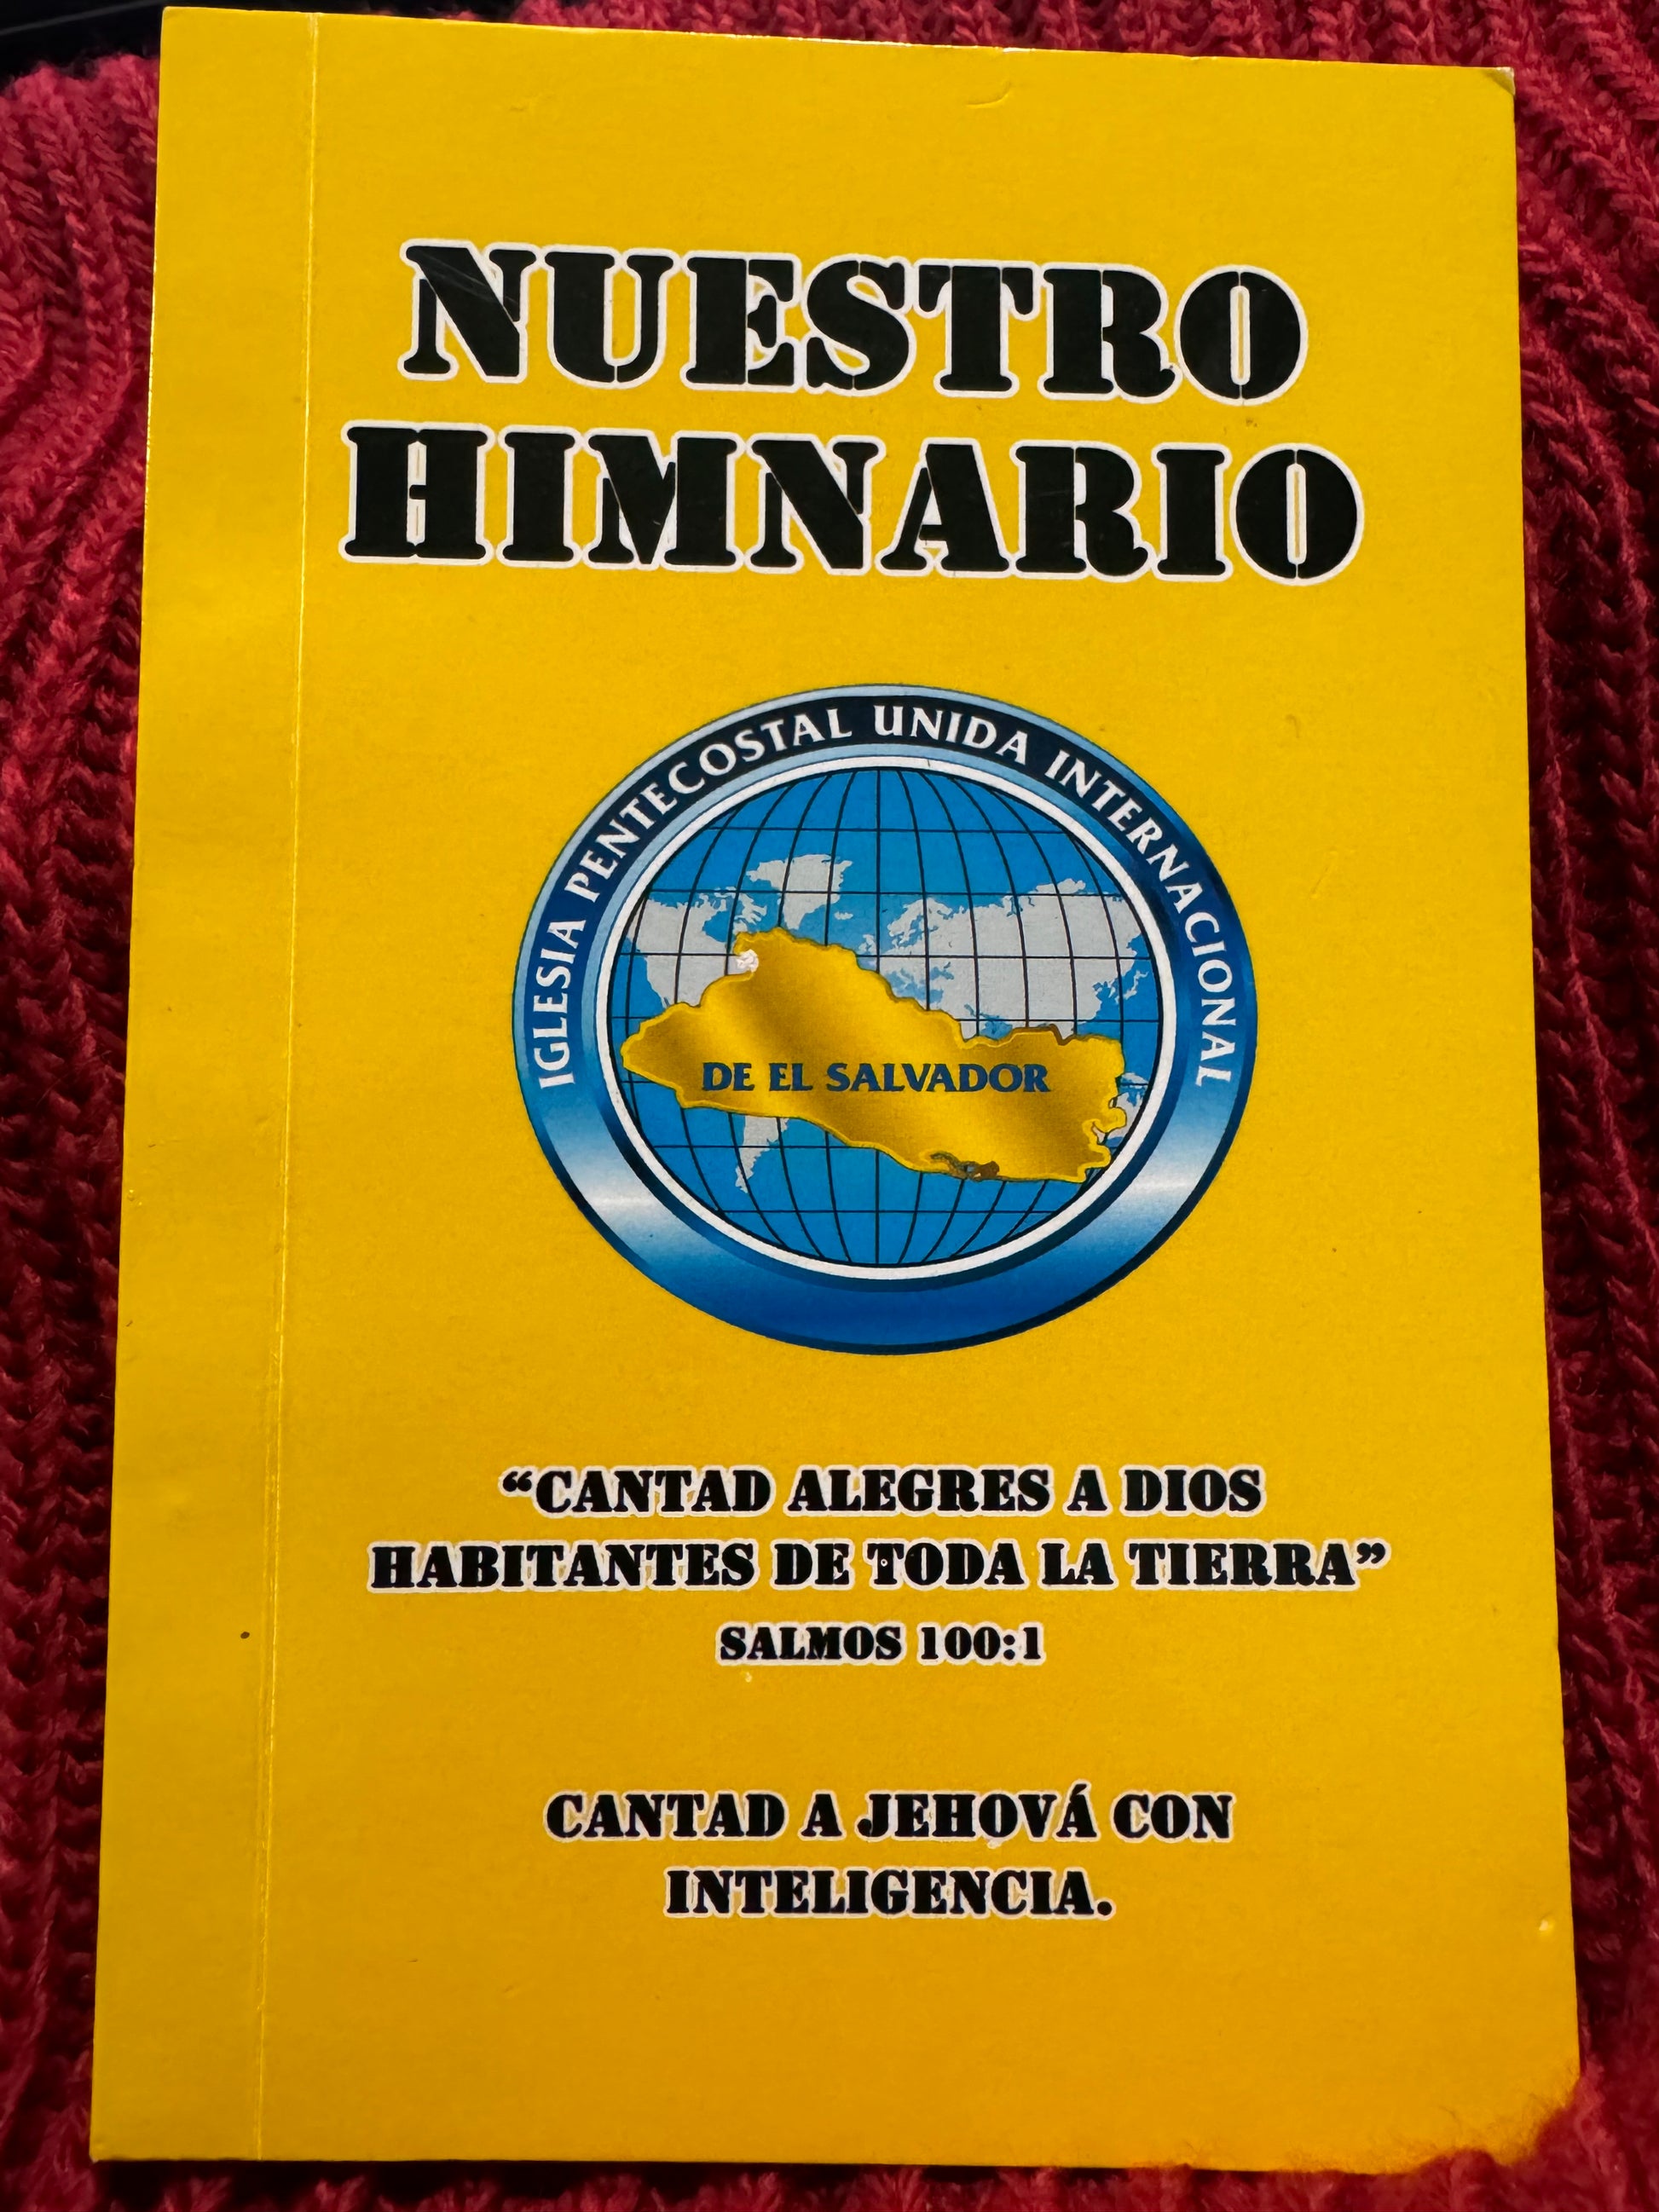 NUESTRO
HIMNARIO
IGLESIA PENTECOSTAL UNIDA INTERNACIONAL
DE EL SALVADOR
“CANTAD ALEGRES A DIOS
HABITANTES DE TODA LA TIERRA”
SALMOS 100:1
CANTAD A JEHOVÁ CON
INTELIGENCIA.